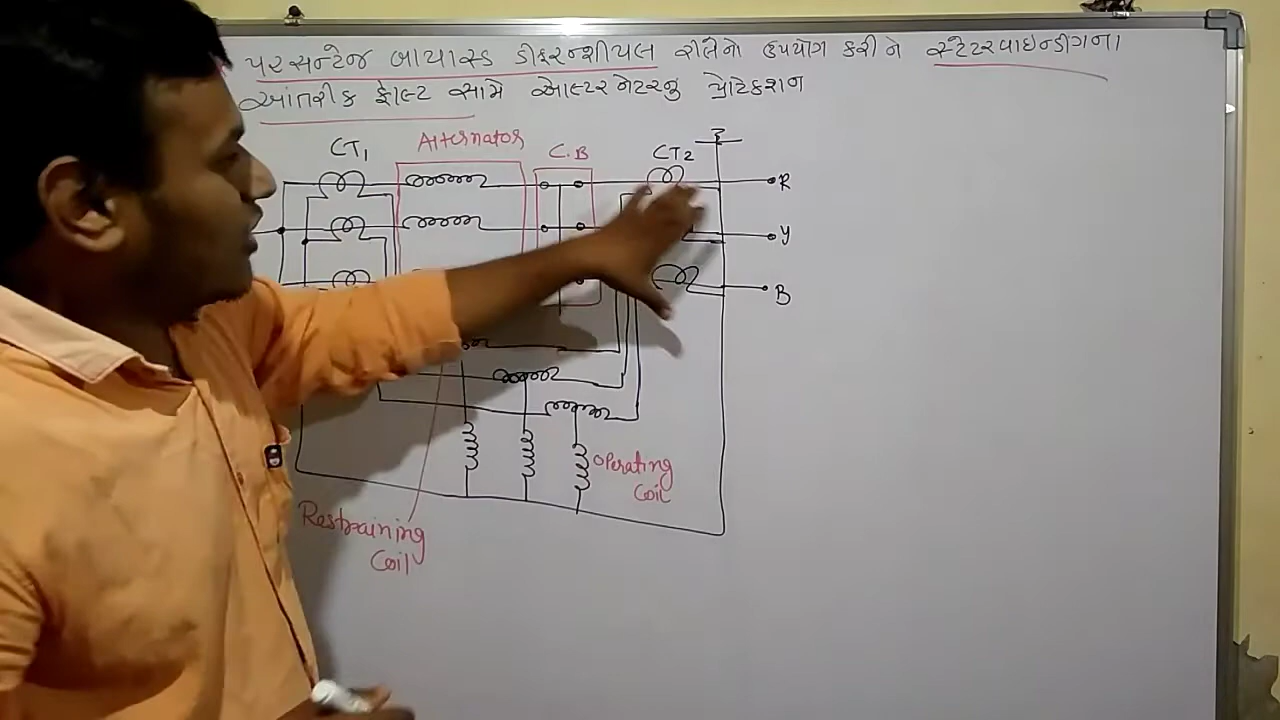 પરસન્ટેજ બાયાસ્ડ ડીફરન્શીયલ રીતનો ઉપયોગ કરીને સ્ટેટરવાઇન્ડીંગના
આંતરીક ફોલ્ટ સામે ઓલ્ટરનેટરનુ પ્રોટેકશન
CT1 Alternator C.B CT2
R
Y
B
Operating
Coil
Restraining
Coil